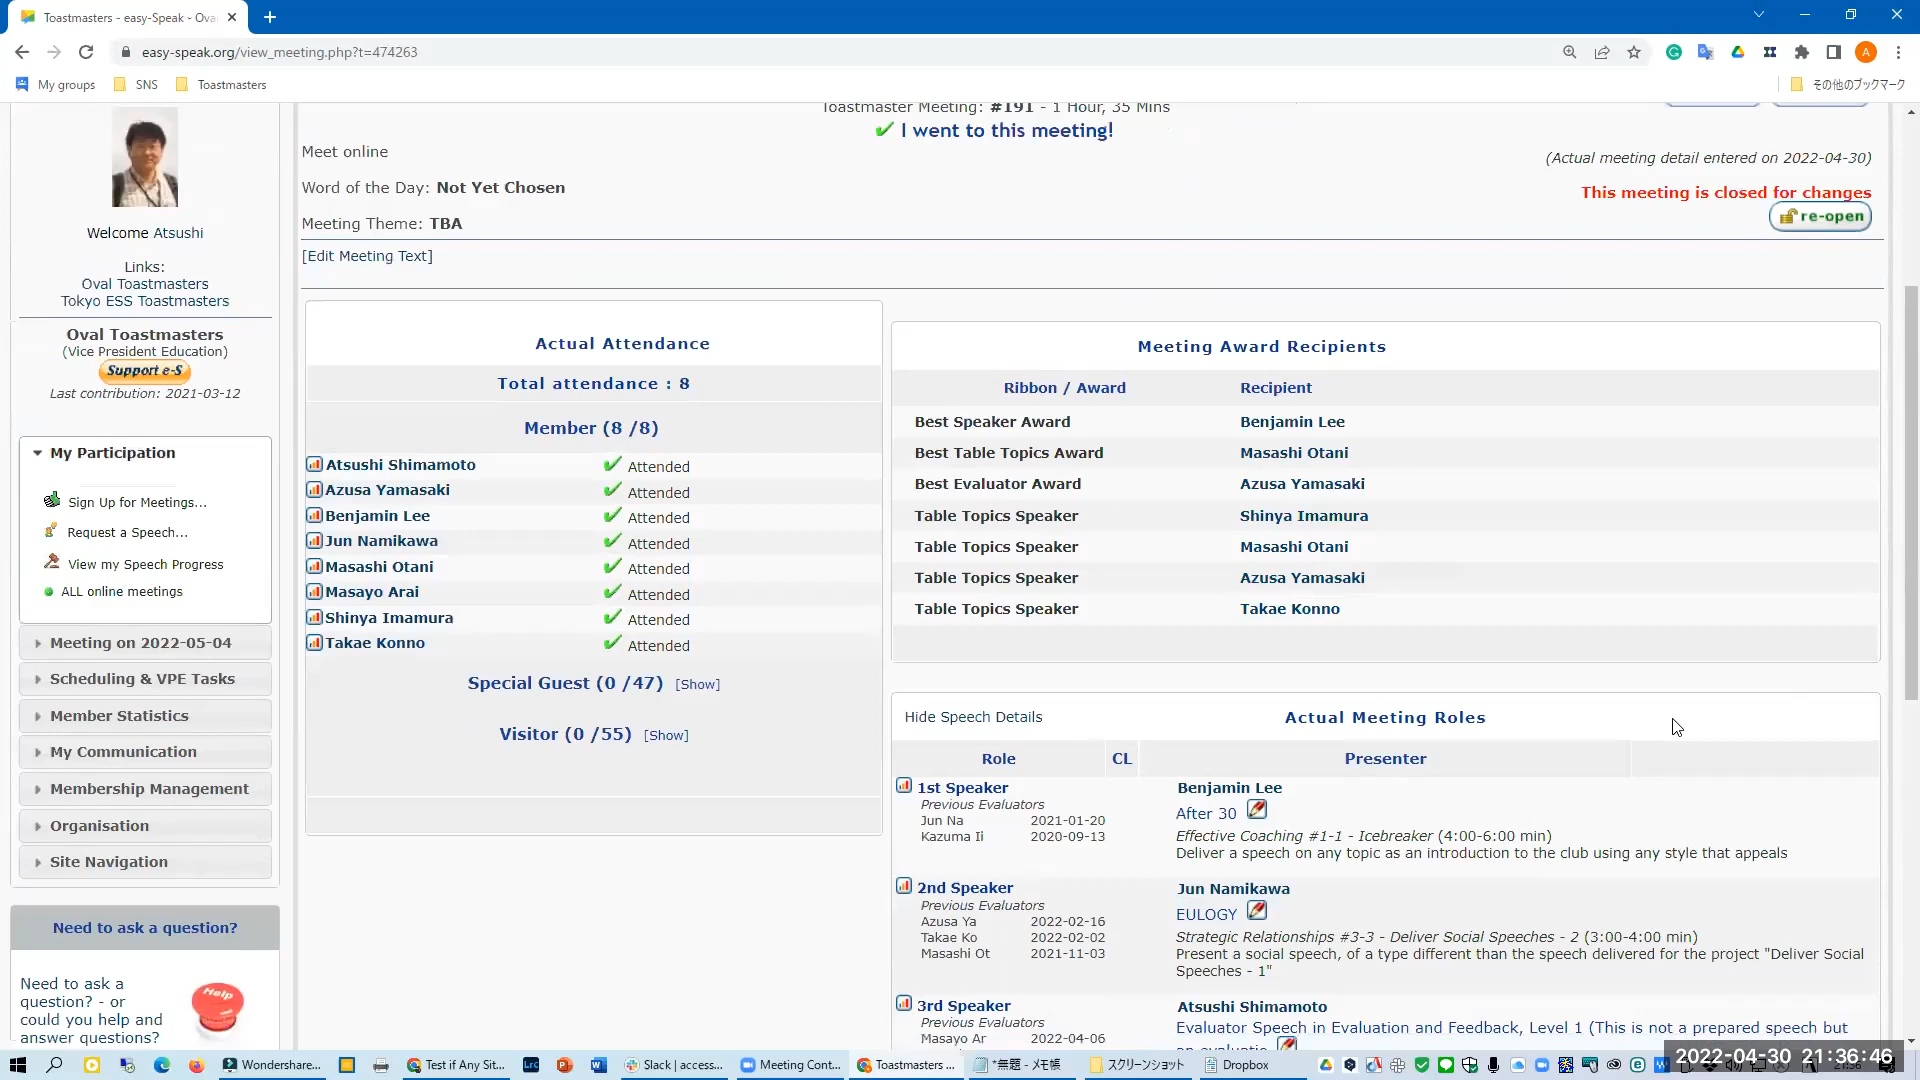 Toastmasters - easy-Speak - Ova
easy-speak.org/view_meeting.php?t=474263
My groups
SNS
Toastmasters
その他のブックマーク
Welcome Atsushi
Links:
Oval Toastmasters
Tokyo ESS Toastmasters
Oval Toastmasters
(Vice President Education)
Support e-S
Last contribution: 2021-03-12
My Participation
Sign Up for Meetings...
Request a Speech...
View my Speech Progress
ALL online meetings
Meeting on 2022-05-04
Scheduling & VPE Tasks
Member Statistics
My Communication
Membership Management
Organisation
Site Navigation
Need to ask a question?
Need to ask a
question? - or
could you help and
answer questions?
Help
Toastmaster Meeting: #191 - 1 Hour, 35 Mins
I went to this meeting!
Meet online
(Actual meeting detail entered on 2022-04-30)
Word of the Day: Not Yet Chosen
This meeting is closed for changes
re-open
Meeting Theme: TBA
[Edit Meeting Text]
Actual Attendance
Total attendance : 8
Member (8 /8)
Atsushi Shimamoto Attended
Azusa Yamasaki Attended
Benjamin Lee Attended
Jun Namikawa Attended
Masashi Otani Attended
Masayo Arai Attended
Shinya Imamura Attended
Takae Konno Attended
Special Guest (0 /47) [Show]
Visitor (0 /55) [Show]
Meeting Award Recipients
Ribbon / Award Recipient
Best Speaker Award Benjamin Lee
Best Table Topics Award Masashi Otani
Best Evaluator Award Azusa Yamasaki
Table Topics Speaker Shinya Imamura
Table Topics Speaker Masashi Otani
Table Topics Speaker Azusa Yamasaki
Table Topics Speaker Takae Konno
Hide Speech Details Actual Meeting Roles
Role CL Presenter
1st Speaker Benjamin Lee
Previous Evaluators
Jun Na 2021-01-20
Kazuma Ii 2020-09-13
After 30
Effective Coaching #1-1 - Icebreaker (4:00-6:00 min)
Deliver a speech on any topic as an introduction to the club using any style that appeals
2nd Speaker Jun Namikawa
Previous Evaluators
Azusa Ya 2022-02-16
Takae Ko 2022-02-02
Masashi Ot 2021-11-03
EULOGY
Strategic Relationships #3-3 - Deliver Social Speeches - 2 (3:00-4:00 min)
Present a social speech, of a type different than the speech delivered for the project "Deliver Social
Speeches - 1"
3rd Speaker Atsushi Shimamoto
Previous Evaluators
Masayo Ar 2022-04-06
Evaluator Speech in Evaluation and Feedback, Level 1 (This is not a prepared speech but
an evaluatio
Wondershare...
Test if Any Sit...
Lrc
Slack | access...
Meeting Cont...
Toastmasters ...
*無題 - メモ帳
スクリーンショット
Dropbox
2022-04-30 21:36:46